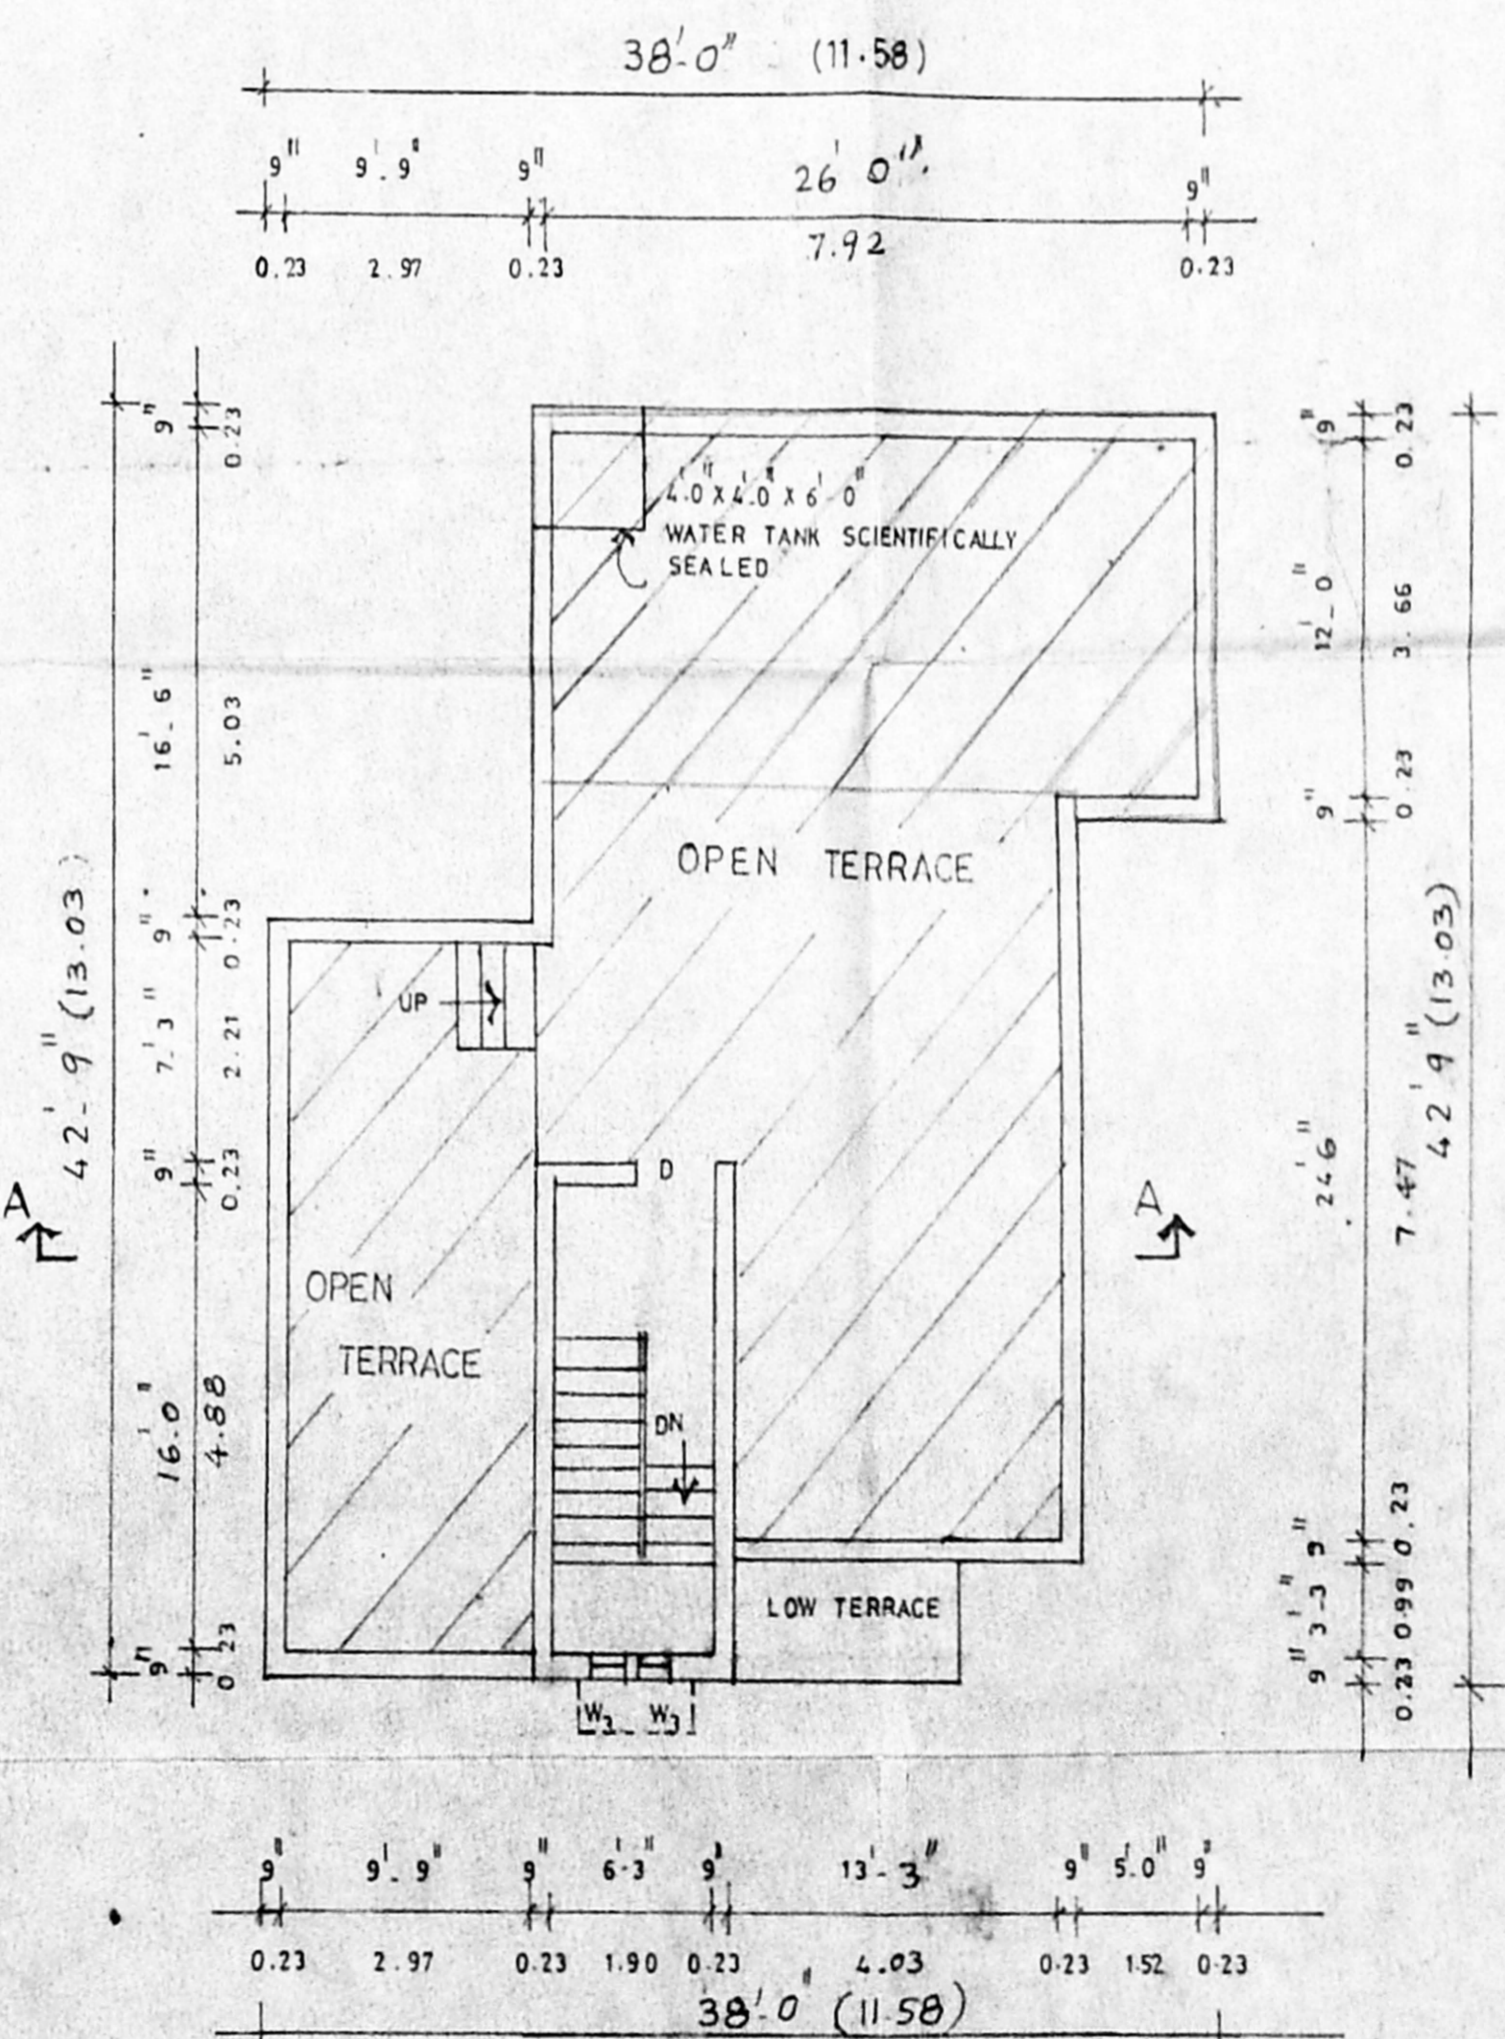 38'-0" (11.58)
9" 9'-9" 9" 26' 0" 9"
0.23 2.97 0.23 7.92 0.23
9" 0.23
16'-6" 5.03
9" 0.23
7'-3" 2.21
9" 0.23
16'.0" 4.88
9" 0.23
42'-9" (13.03)
4'.0" X 4'.0" X 6'-0"
WATER TANK SCIENTIFICALLY
SEALED
OPEN TERRACE
UP
D
OPEN
TERRACE
DN
LOW TERRACE
W3 W3
A
A
9" 0.23
12'-0" 3.66
9" 0.23
24'6" 7.47
9" 0.23
3'-3" 0.99
9" 0.23
42'9" (13.03)
9" 9'-9" 9" 6'-3" 9" 13'-3" 9" 5'.0" 9"
0.23 2.97 0.23 1.90 0.23 4.03 0.23 1.52 0.23
38'-0" (11.58)